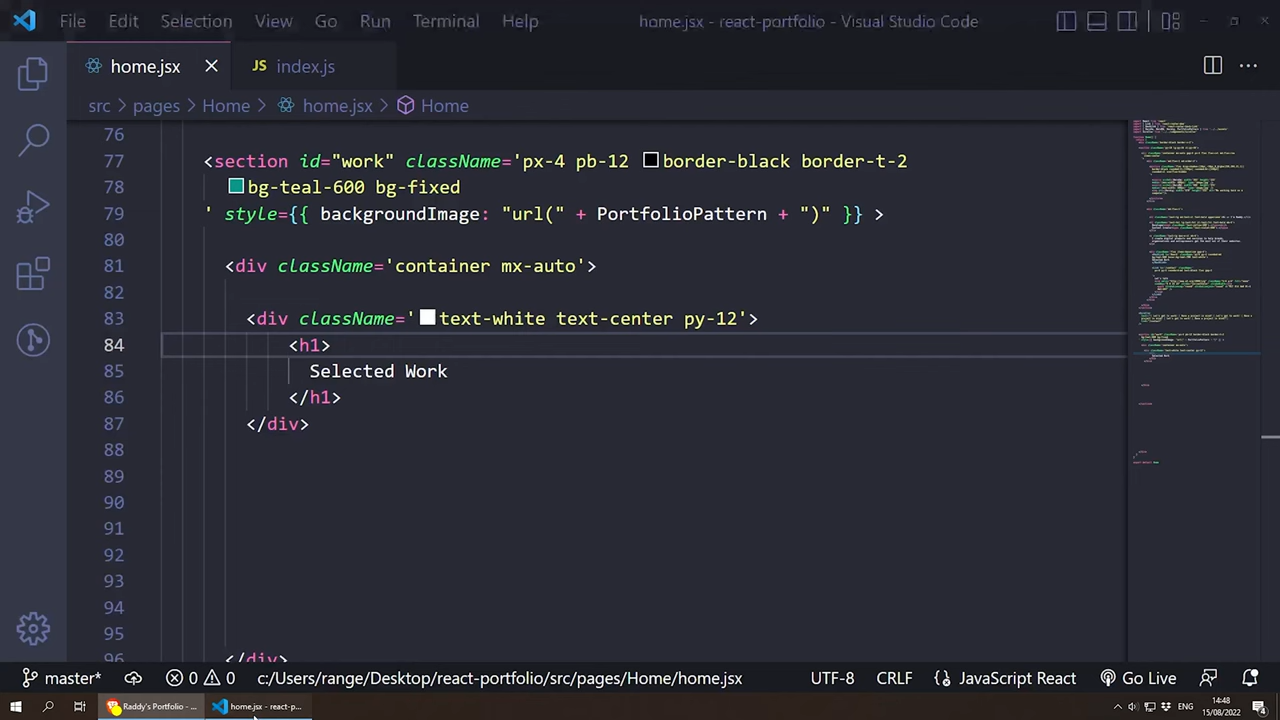 File Edit Selection View Go Run Terminal Help home.jsx - react-portfolio - Visual Studio Code
home.jsx JS index.js
src > pages > Home > home.jsx > Home
76
77 <section id="work" className='px-4 pb-12 border-black border-t-2
78 bg-teal-600 bg-fixed
79 ' style={{ backgroundImage: "url(" + PortfolioPattern + ")" }} >
80
81 <div className='container mx-auto'>
82
83 <div className='text-white text-center py-12'>
84 <h1>
85 Selected Work
86 </h1>
87 </div>
88
89
90
91
92
93
94
95
96 </div>
master* 0 0 c:/Users/range/Desktop/react-portfolio/src/pages/Home/home.jsx UTF-8 CRLF {} JavaScript React Go Live
Raddy's Portfolio - ... home.jsx - react-p... ENG 14:48
15/08/2022 4